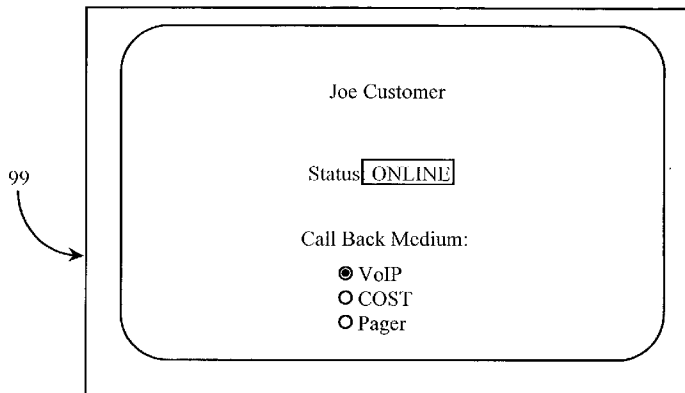 Joe Customer
Status: ONLINE
99
Call Back Medium:
VoIP
COST
Pager